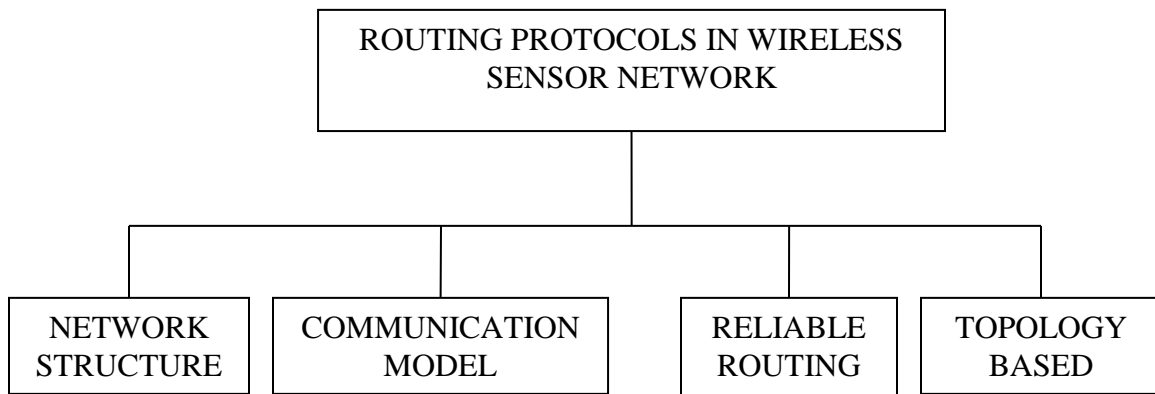 ROUTING PROTOCOLS IN WIRELESS
SENSOR NETWORK
NETWORK
STRUCTURE
COMMUNICATION
MODEL
RELIABLE
ROUTING
TOPOLOGY
BASED